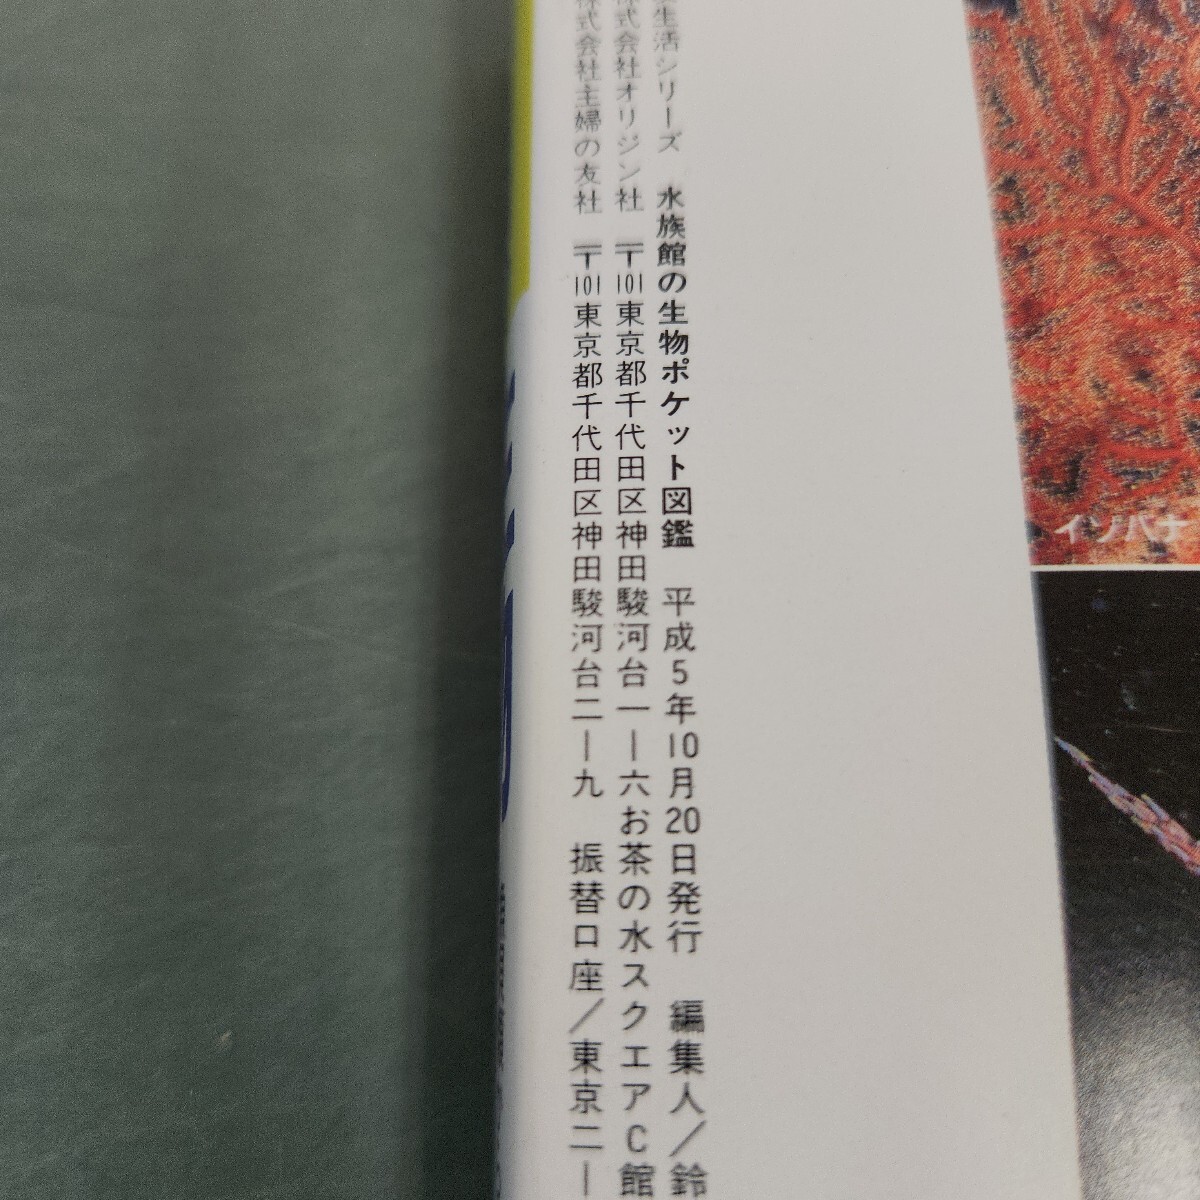 生活シリーズ 水族館の生物ポケット図鑑 平成5年10月20日発行 編集人／鈴
式会社オリジン社 〒101東京都千代田区神田駿河台一ー六お茶の水スクエアC館
株式会社主婦の友社 〒101東京都千代田区神田駿河台二ー九 振替口座／東京二ー
イソバナ